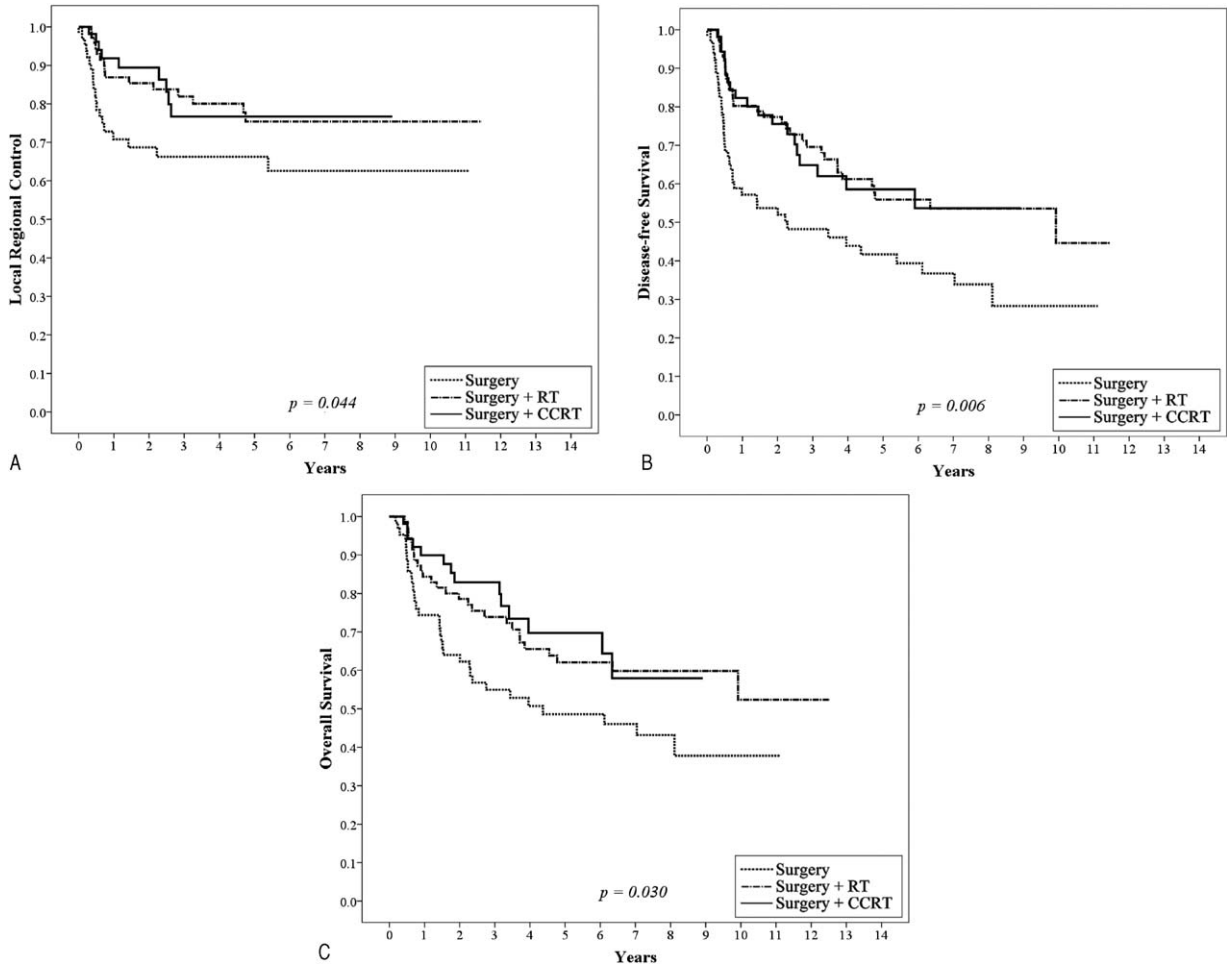 Local Regional Control
1.0
0.9
0.8
0.7
0.6
0.5
0.4
0.3
0.2
0.1
0.0
p = 0.044
Surgery
Surgery + RT
Surgery + CCRT
0 1 2 3 4 5 6 7 8 9 10 11 12 13 14
Years
A
Disease-free Survival
1.0
0.9
0.8
0.7
0.6
0.5
0.4
0.3
0.2
0.1
0.0
p = 0.006
Surgery
Surgery + RT
Surgery + CCRT
0 1 2 3 4 5 6 7 8 9 10 11 12 13 14
Years
B
Overall Survival
1.0
0.9
0.8
0.7
0.6
0.5
0.4
0.3
0.2
0.1
0.0
p = 0.030
Surgery
Surgery + RT
Surgery + CCRT
0 1 2 3 4 5 6 7 8 9 10 11 12 13 14
Years
C